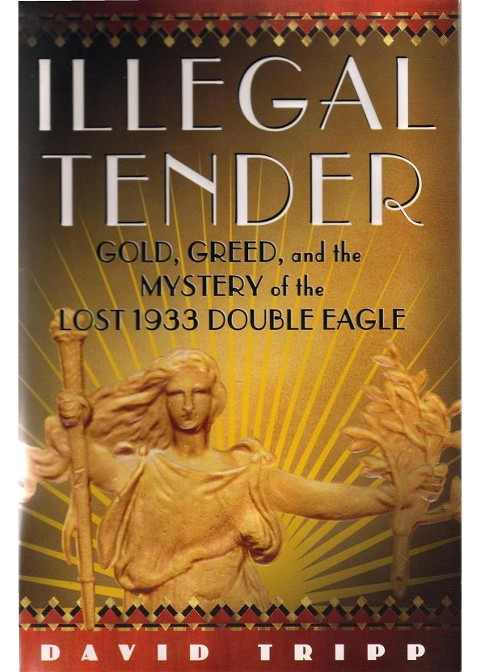 ILLEGAL
TENDER
GOLD, GREED, and the
MYSTERY of the
LOST 1933 DOUBLE EAGLE
DAVID TRIPP